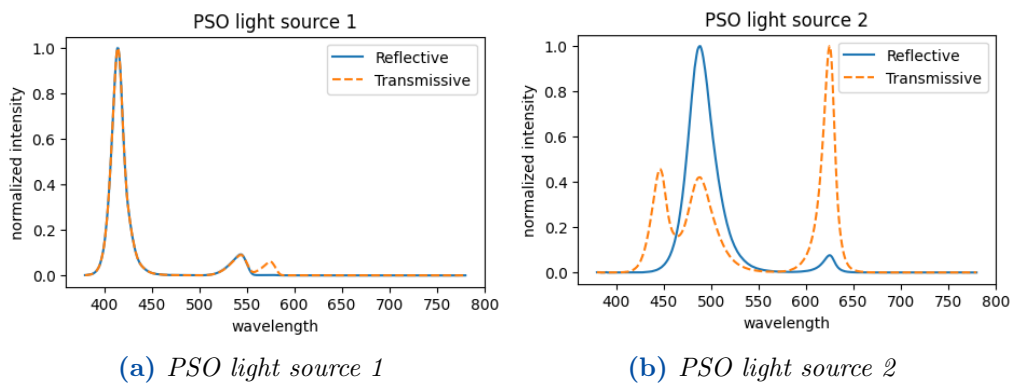 PSO light source 1
normalized intensity
1.0
0.8
0.6
0.4
0.2
0.0
Reflective
Transmissive
400 450 500 550 600 650 700 750 800
wavelength
(a) PSO light source 1
PSO light source 2
normalized intensity
1.0
0.8
0.6
0.4
0.2
0.0
Reflective
Transmissive
400 450 500 550 600 650 700 750 800
wavelength
(b) PSO light source 2